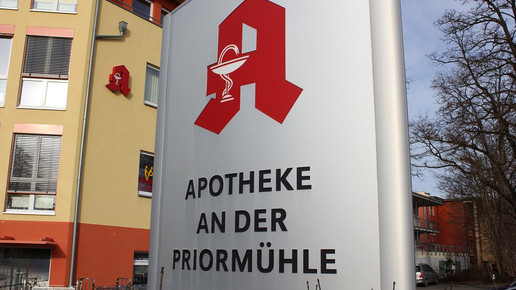 APOTHEKE
AN DER
PRIORMÜHLE